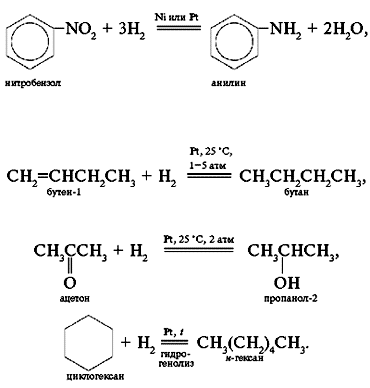 Ni или Pt
NO₂ + 3H₂ NH₂ + 2H₂O,
нитробензол анилин
Pt, 25 °C,
1–5 атм
CH₂=CHCH₂CH₃ + H₂ CH₃CH₂CH₂CH₃,
бутен-1 бутан
Pt, 25 °C, 2 атм
CH₃CCH₃ + H₂ CH₃CHCH₃,
O OH
ацетон пропанол-2
Pt, t
+ H₂ CH₃(CH₂)₄CH₃.
гидро-
генолиз
циклогексан н-гексан